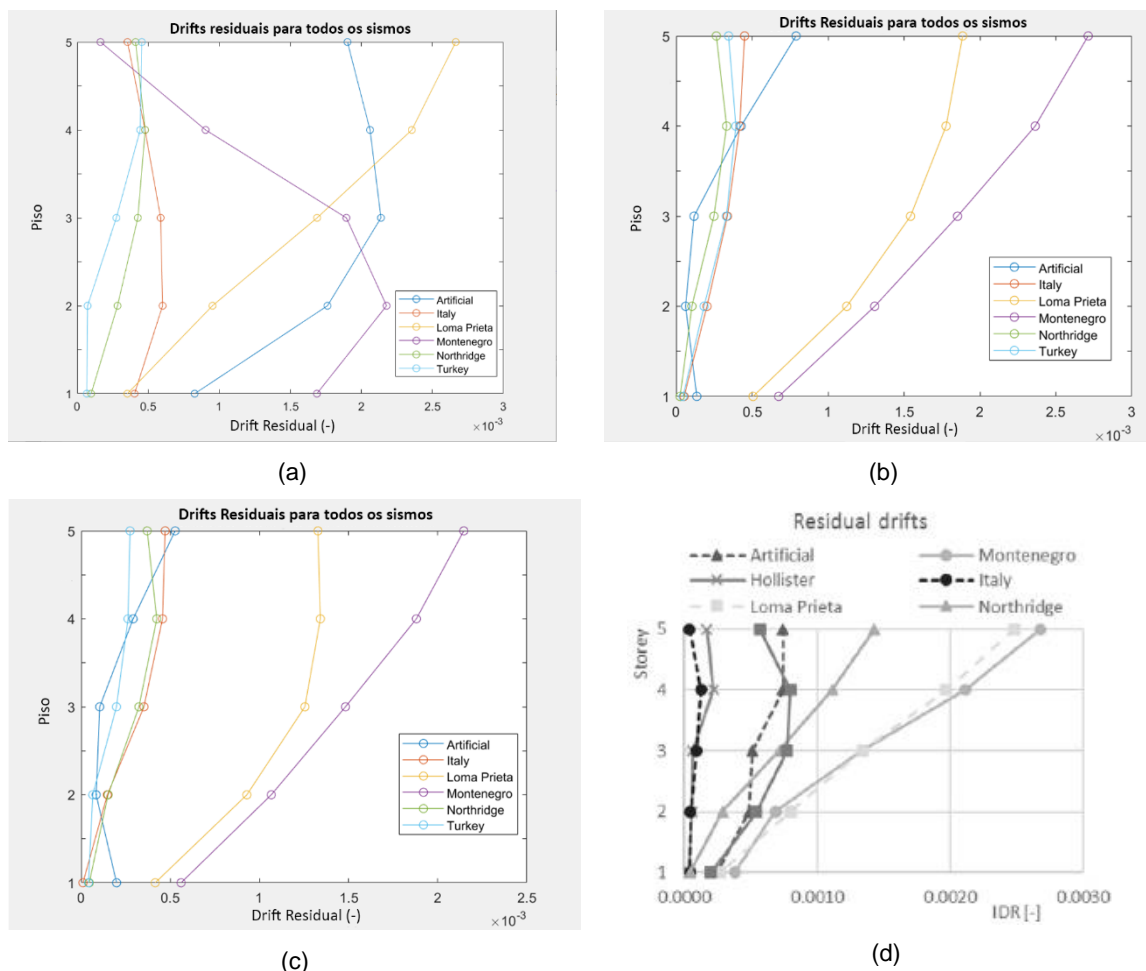 Drifts residuais para todos os sismos
5
4
3
2
1
Piso
Artificial
Italy
Loma Prieta
Montenegro
Northridge
Turkey
0 0.5 1 1.5 2 2.5 3
Drift Residual (-)
×10⁻³
(a)
Drifts Residuais para todos os sismos
5
4
3
2
1
Piso
Artificial
Italy
Loma Prieta
Montenegro
Northridge
Turkey
0 0.5 1 1.5 2 2.5 3
Drift Residual (-)
×10⁻³
(b)
Drifts Residuais para todos os sismos
5
4
3
2
1
Piso
Artificial
Italy
Loma Prieta
Montenegro
Northridge
Turkey
0 0.5 1 1.5 2 2.5
Drift Residual (-)
×10⁻³
(c)
Residual drifts
Artificial Montenegro
Hollister Italy
Loma Prieta Northridge
5
4
3
2
1
Storey
0.0000 0.0010 0.0020 0.0030
IDR [-]
(d)